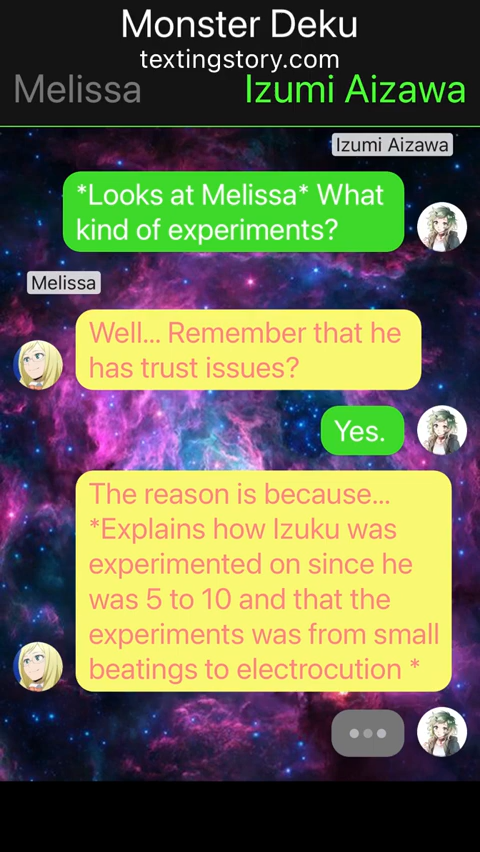 Monster Deku
textingstory.com
Melissa Izumi Aizawa
Izumi Aizawa
*Looks at Melissa* What
kind of experiments?
Melissa
Well... Remember that he
has trust issues?
Yes.
The reason is because...
*Explains how Izuku was
experimented on since he
was 5 to 10 and that the
experiments was from small
beatings to electrocution *